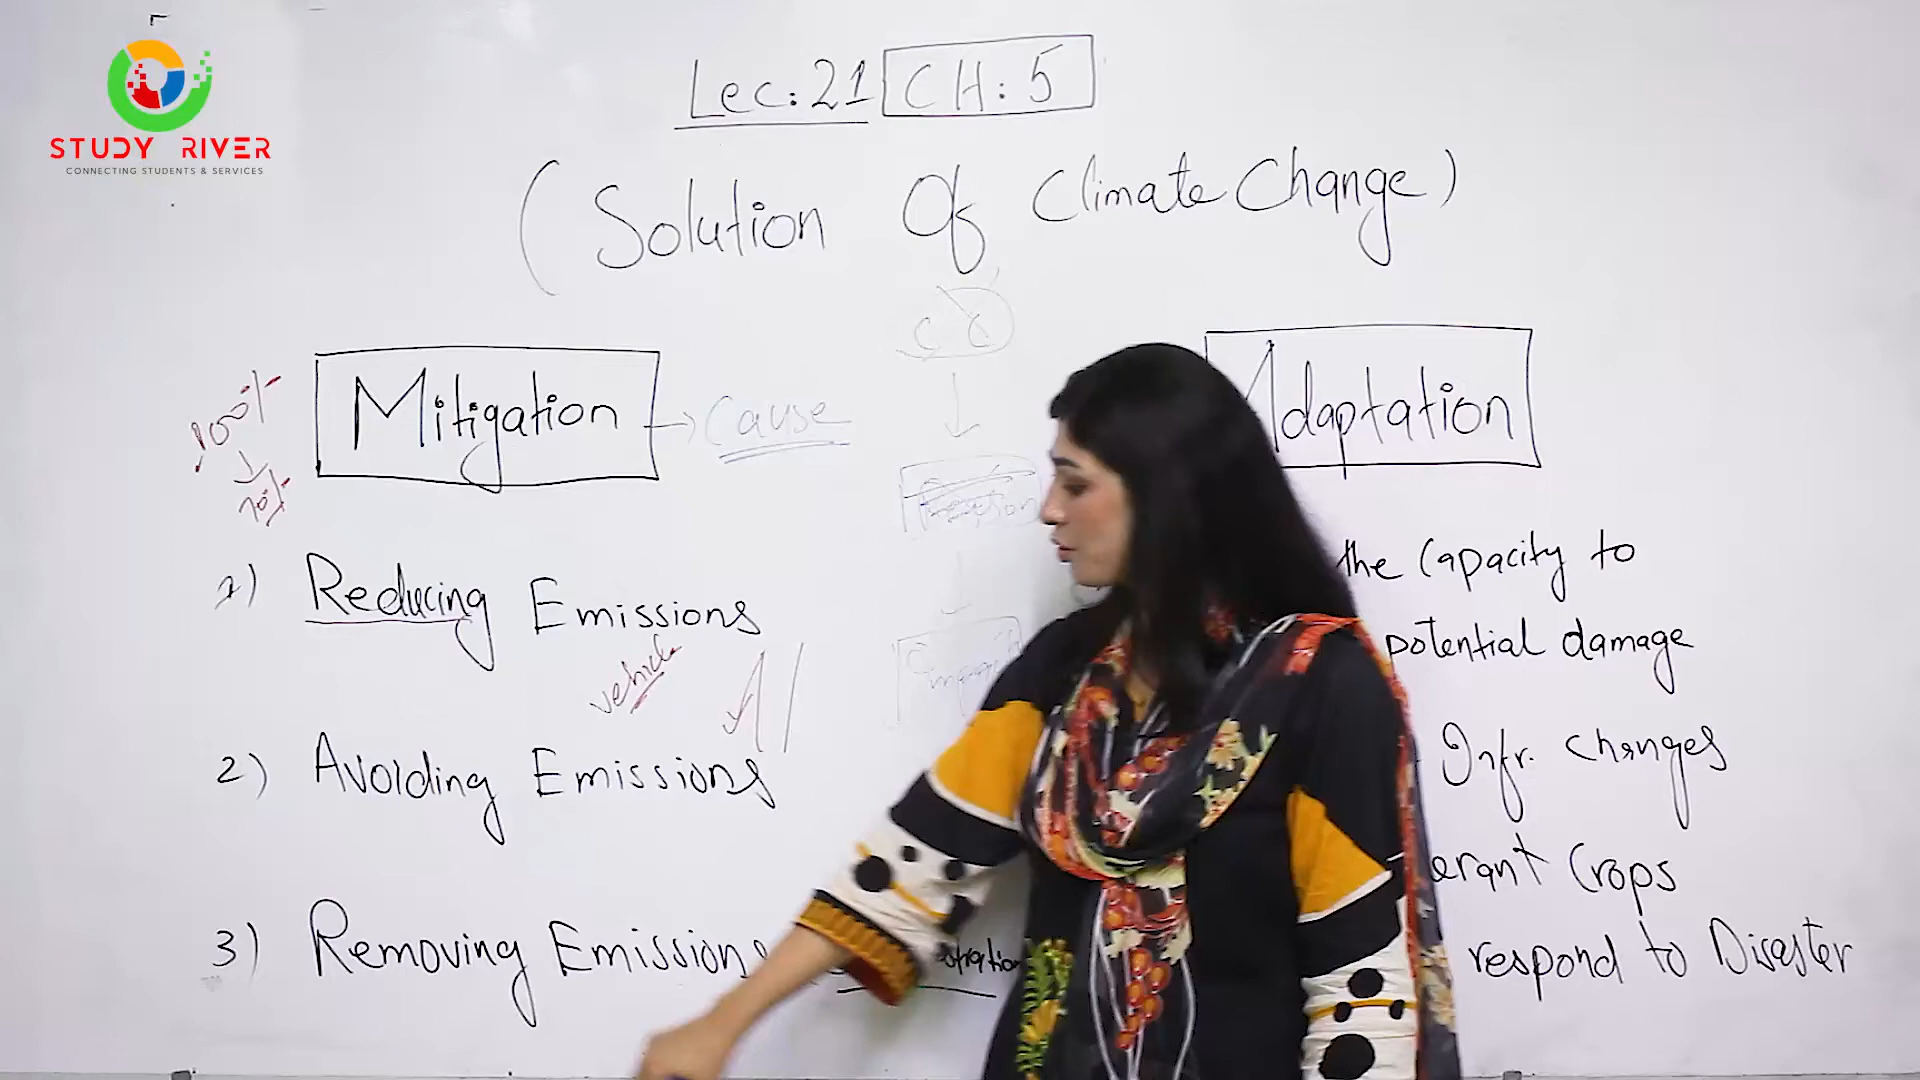 STUDY RIVER
CONNECTING STUDENTS & SERVICES
Lec: 21 CH: 5
(Solution Of Climate Change)
C C
Mitigation → Cause
Adaptation
100%
70%
1) Reducing Emissions
vehicle
2) Avoiding Emissions
3) Removing Emissions
the Capacity to
potential damage
Infr. changes
erant Crops
respond to Disaster